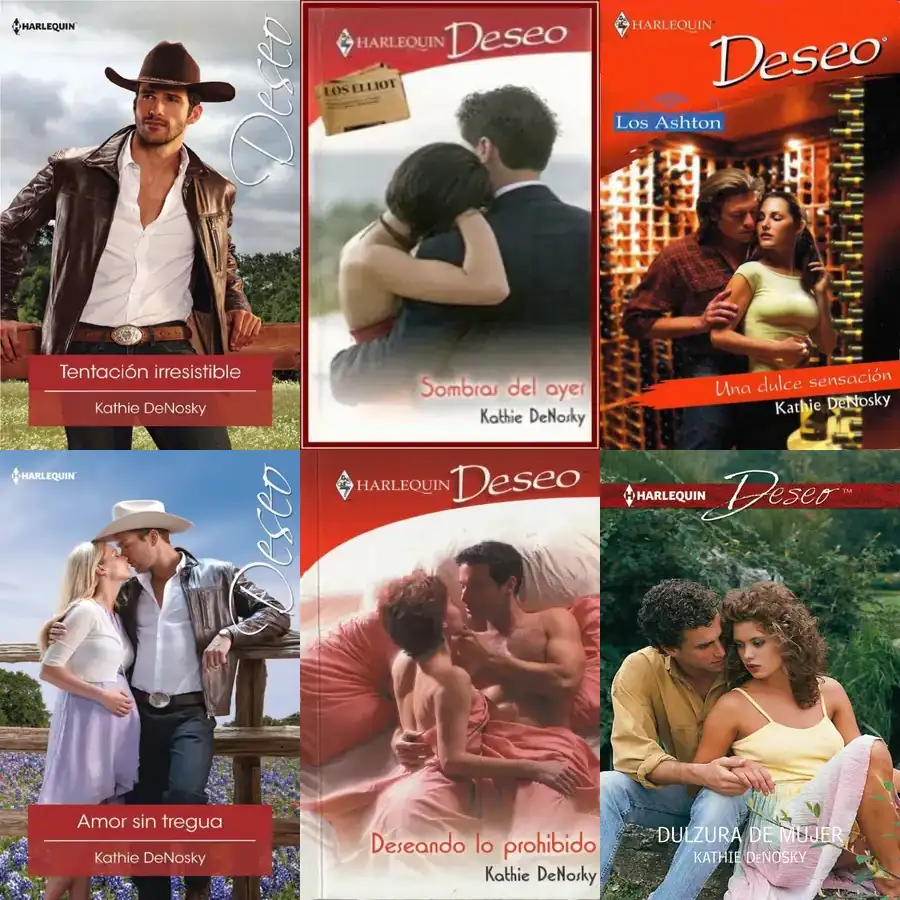 HARLEQUIN
Deseo
Tentación irresistible
Kathie DeNosky
HARLEQUIN Deseo
LOS ELLIOT
Sombras del ayer
Kathie DeNosky
HARLEQUIN
Deseo®
Los Ashton
Una dulce sensación
Kathie DeNosky
HARLEQUIN
Deseo
Amor sin tregua
Kathie DeNosky
HARLEQUIN Deseo
Deseando lo prohibido
Kathie DeNosky
HARLEQUIN Deseo™
DULZURA DE MUJER
KATHIE DENOSKY